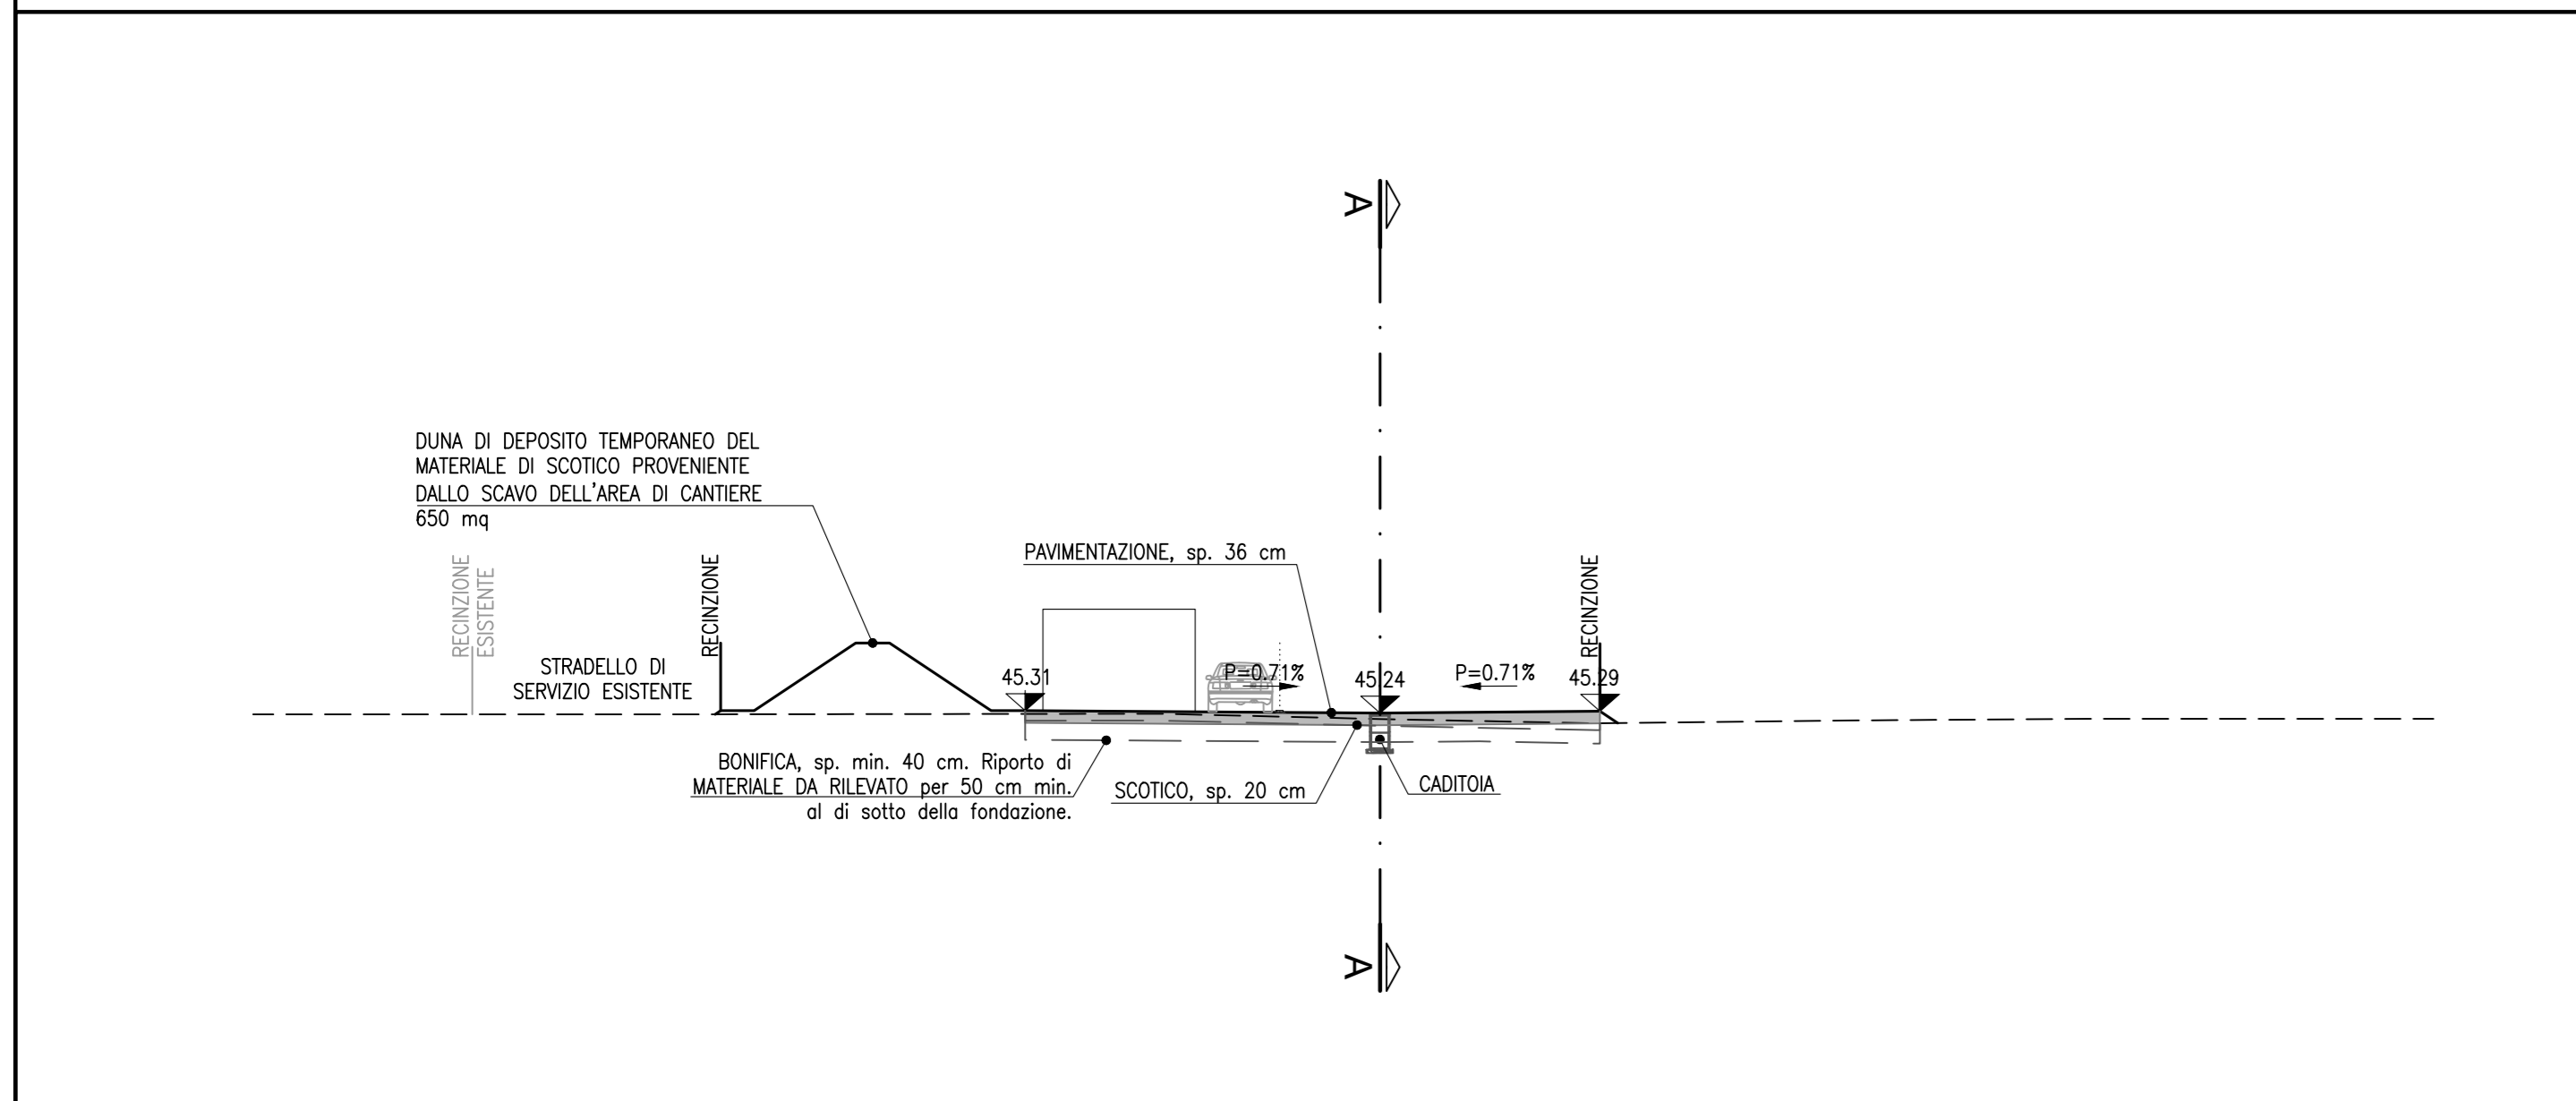 A
DUNA DI DEPOSITO TEMPORANEO DEL
MATERIALE DI SCOTICO PROVENIENTE
DALLO SCAVO DELL'AREA DI CANTIERE
650 mq
RECINZIONE
ESISTENTE
STRADELLO DI
SERVIZIO ESISTENTE
RECINZIONE
PAVIMENTAZIONE, sp. 36 cm
45.31
P=0.71%
45.24
P=0.71%
45.29
RECINZIONE
BONIFICA, sp. min. 40 cm. Riporto di
MATERIALE DA RILEVATO per 50 cm min.
al di sotto della fondazione.
SCOTICO, sp. 20 cm
CADITOIA
A